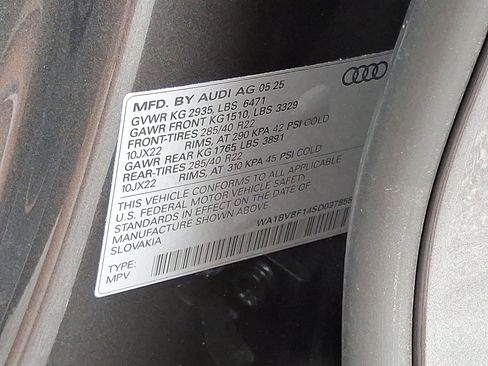 MFD. BY AUDI AG 05 25
GVWR KG 2935, LBS 6471
GAWR FRONT KG1510, LBS 3329
FRONT-TIRES 285/40 R22
10JX22 RIMS, AT 290 KPA 42 PSI COLD
GAWR REAR KG 1765 LBS 3891
REAR-TIRES 285/40 R22
10JX22 RIMS, AT 310 KPA 45 PSI COLD
THIS VEHICLE CONFORMS TO ALL APPLICABLE
U.S. FEDERAL MOTOR VEHICLE SAFETY
STANDARDS IN EFFECT ON THE DATE OF
MANUFACTURE SHOWN ABOVE.
SLOVAKIA
WA1BVBF14SD037858
TYPE:
MPV